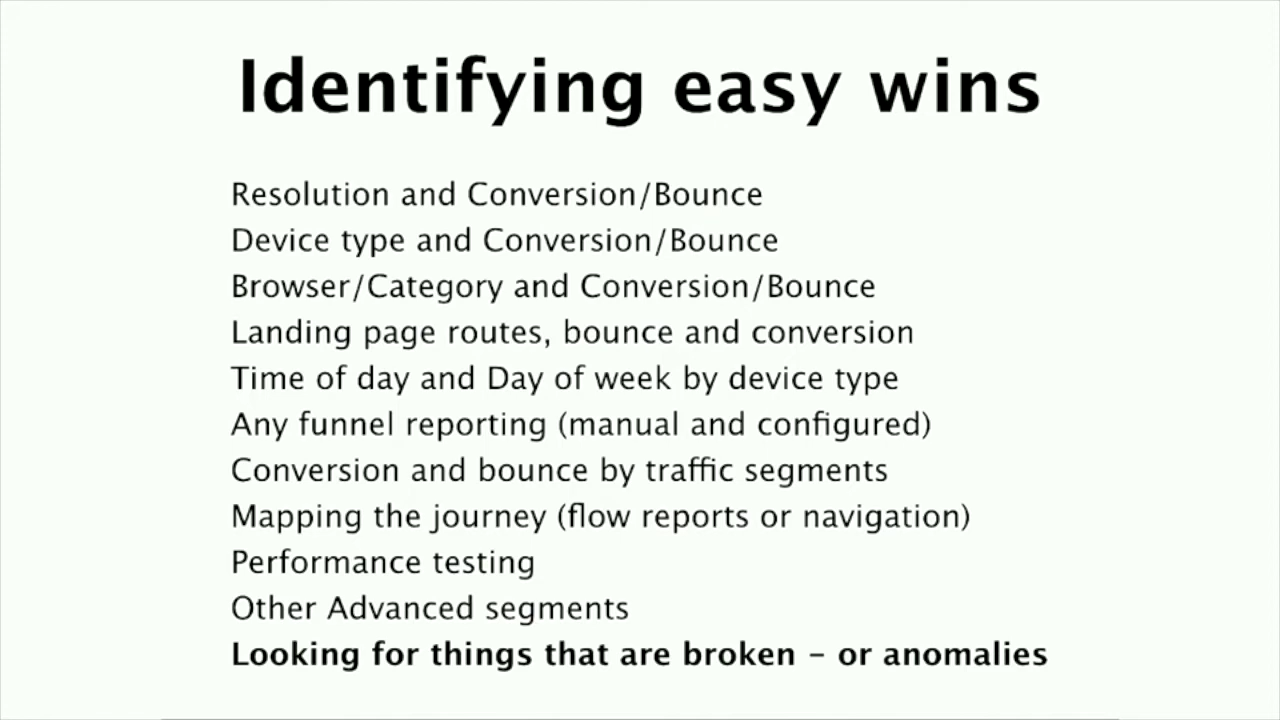 Identifying easy wins
Resolution and Conversion/Bounce
Device type and Conversion/Bounce
Browser/Category and Conversion/Bounce
Landing page routes, bounce and conversion
Time of day and Day of week by device type
Any funnel reporting (manual and configured)
Conversion and bounce by traffic segments
Mapping the journey (flow reports or navigation)
Performance testing
Other Advanced segments
Looking for things that are broken – or anomalies